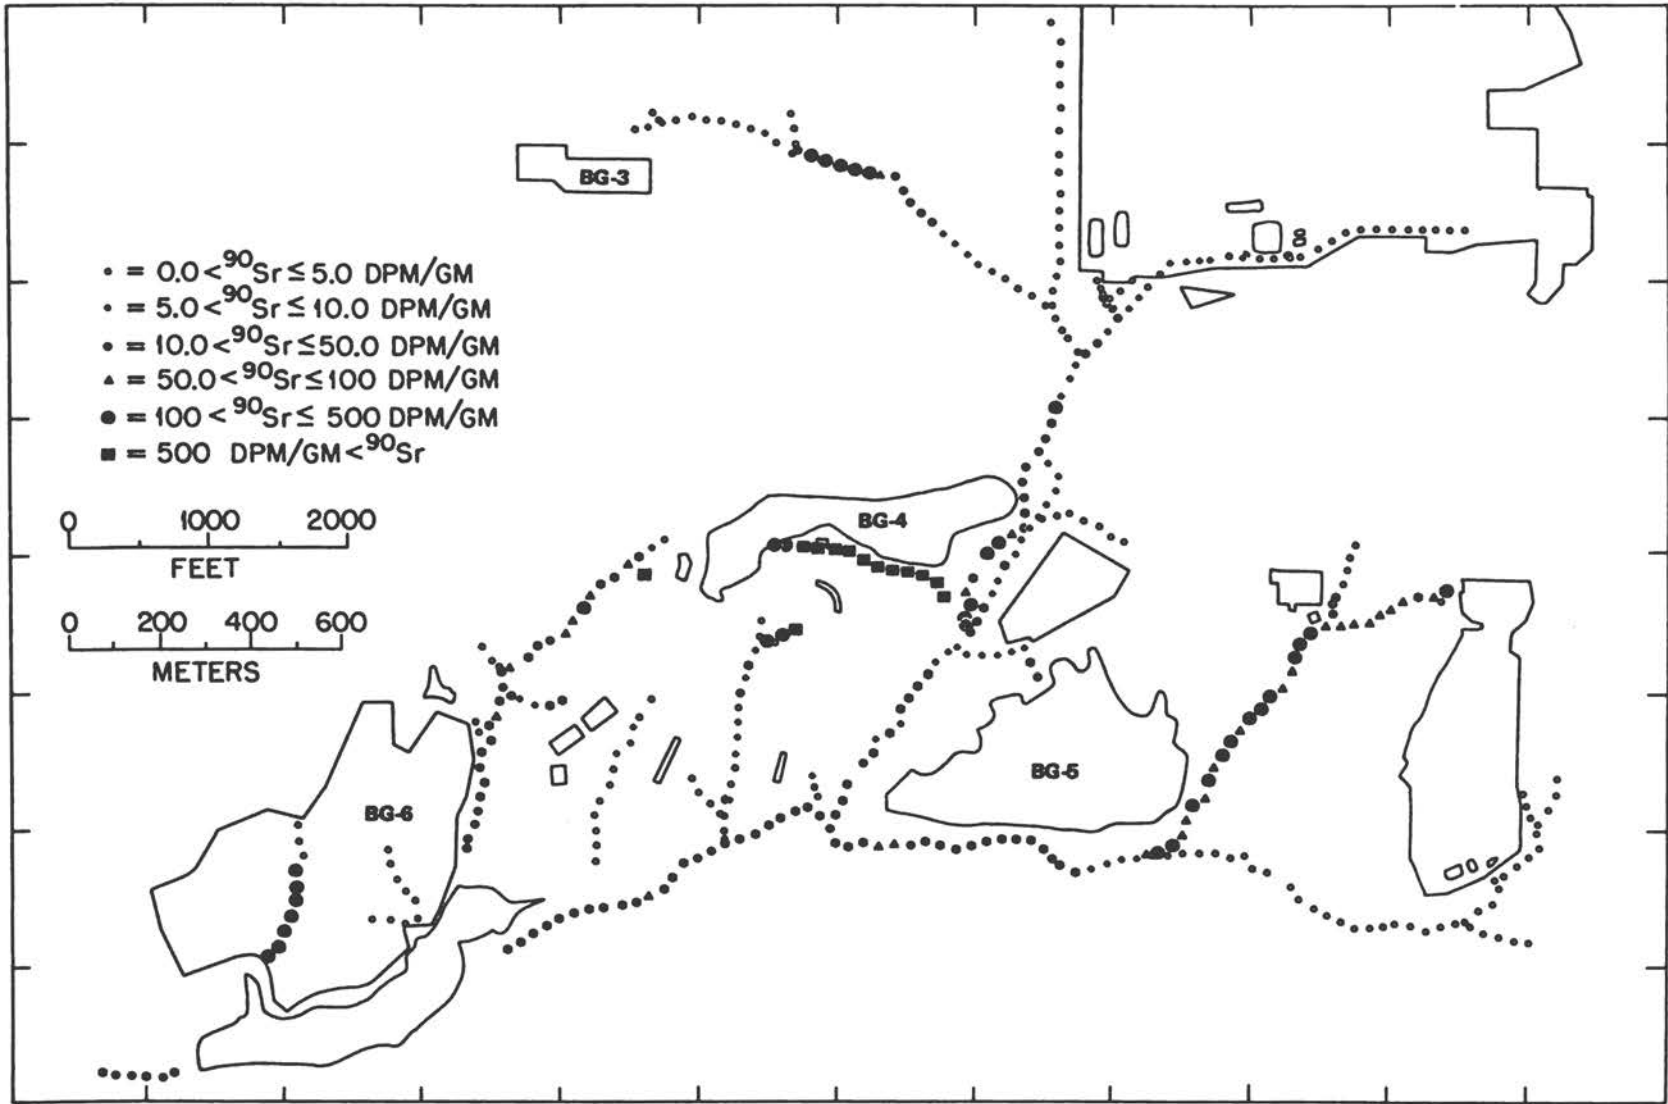 BG-3
• = 0.0 < ⁹⁰Sr ≤ 5.0 DPM/GM
• = 5.0 < ⁹⁰Sr ≤ 10.0 DPM/GM
• = 10.0 < ⁹⁰Sr ≤ 50.0 DPM/GM
▲ = 50.0 < ⁹⁰Sr ≤ 100 DPM/GM
● = 100 < ⁹⁰Sr ≤ 500 DPM/GM
■ = 500 DPM/GM < ⁹⁰Sr
0 1000 2000
FEET
0 200 400 600
METERS
BG-4
BG-5
BG-6